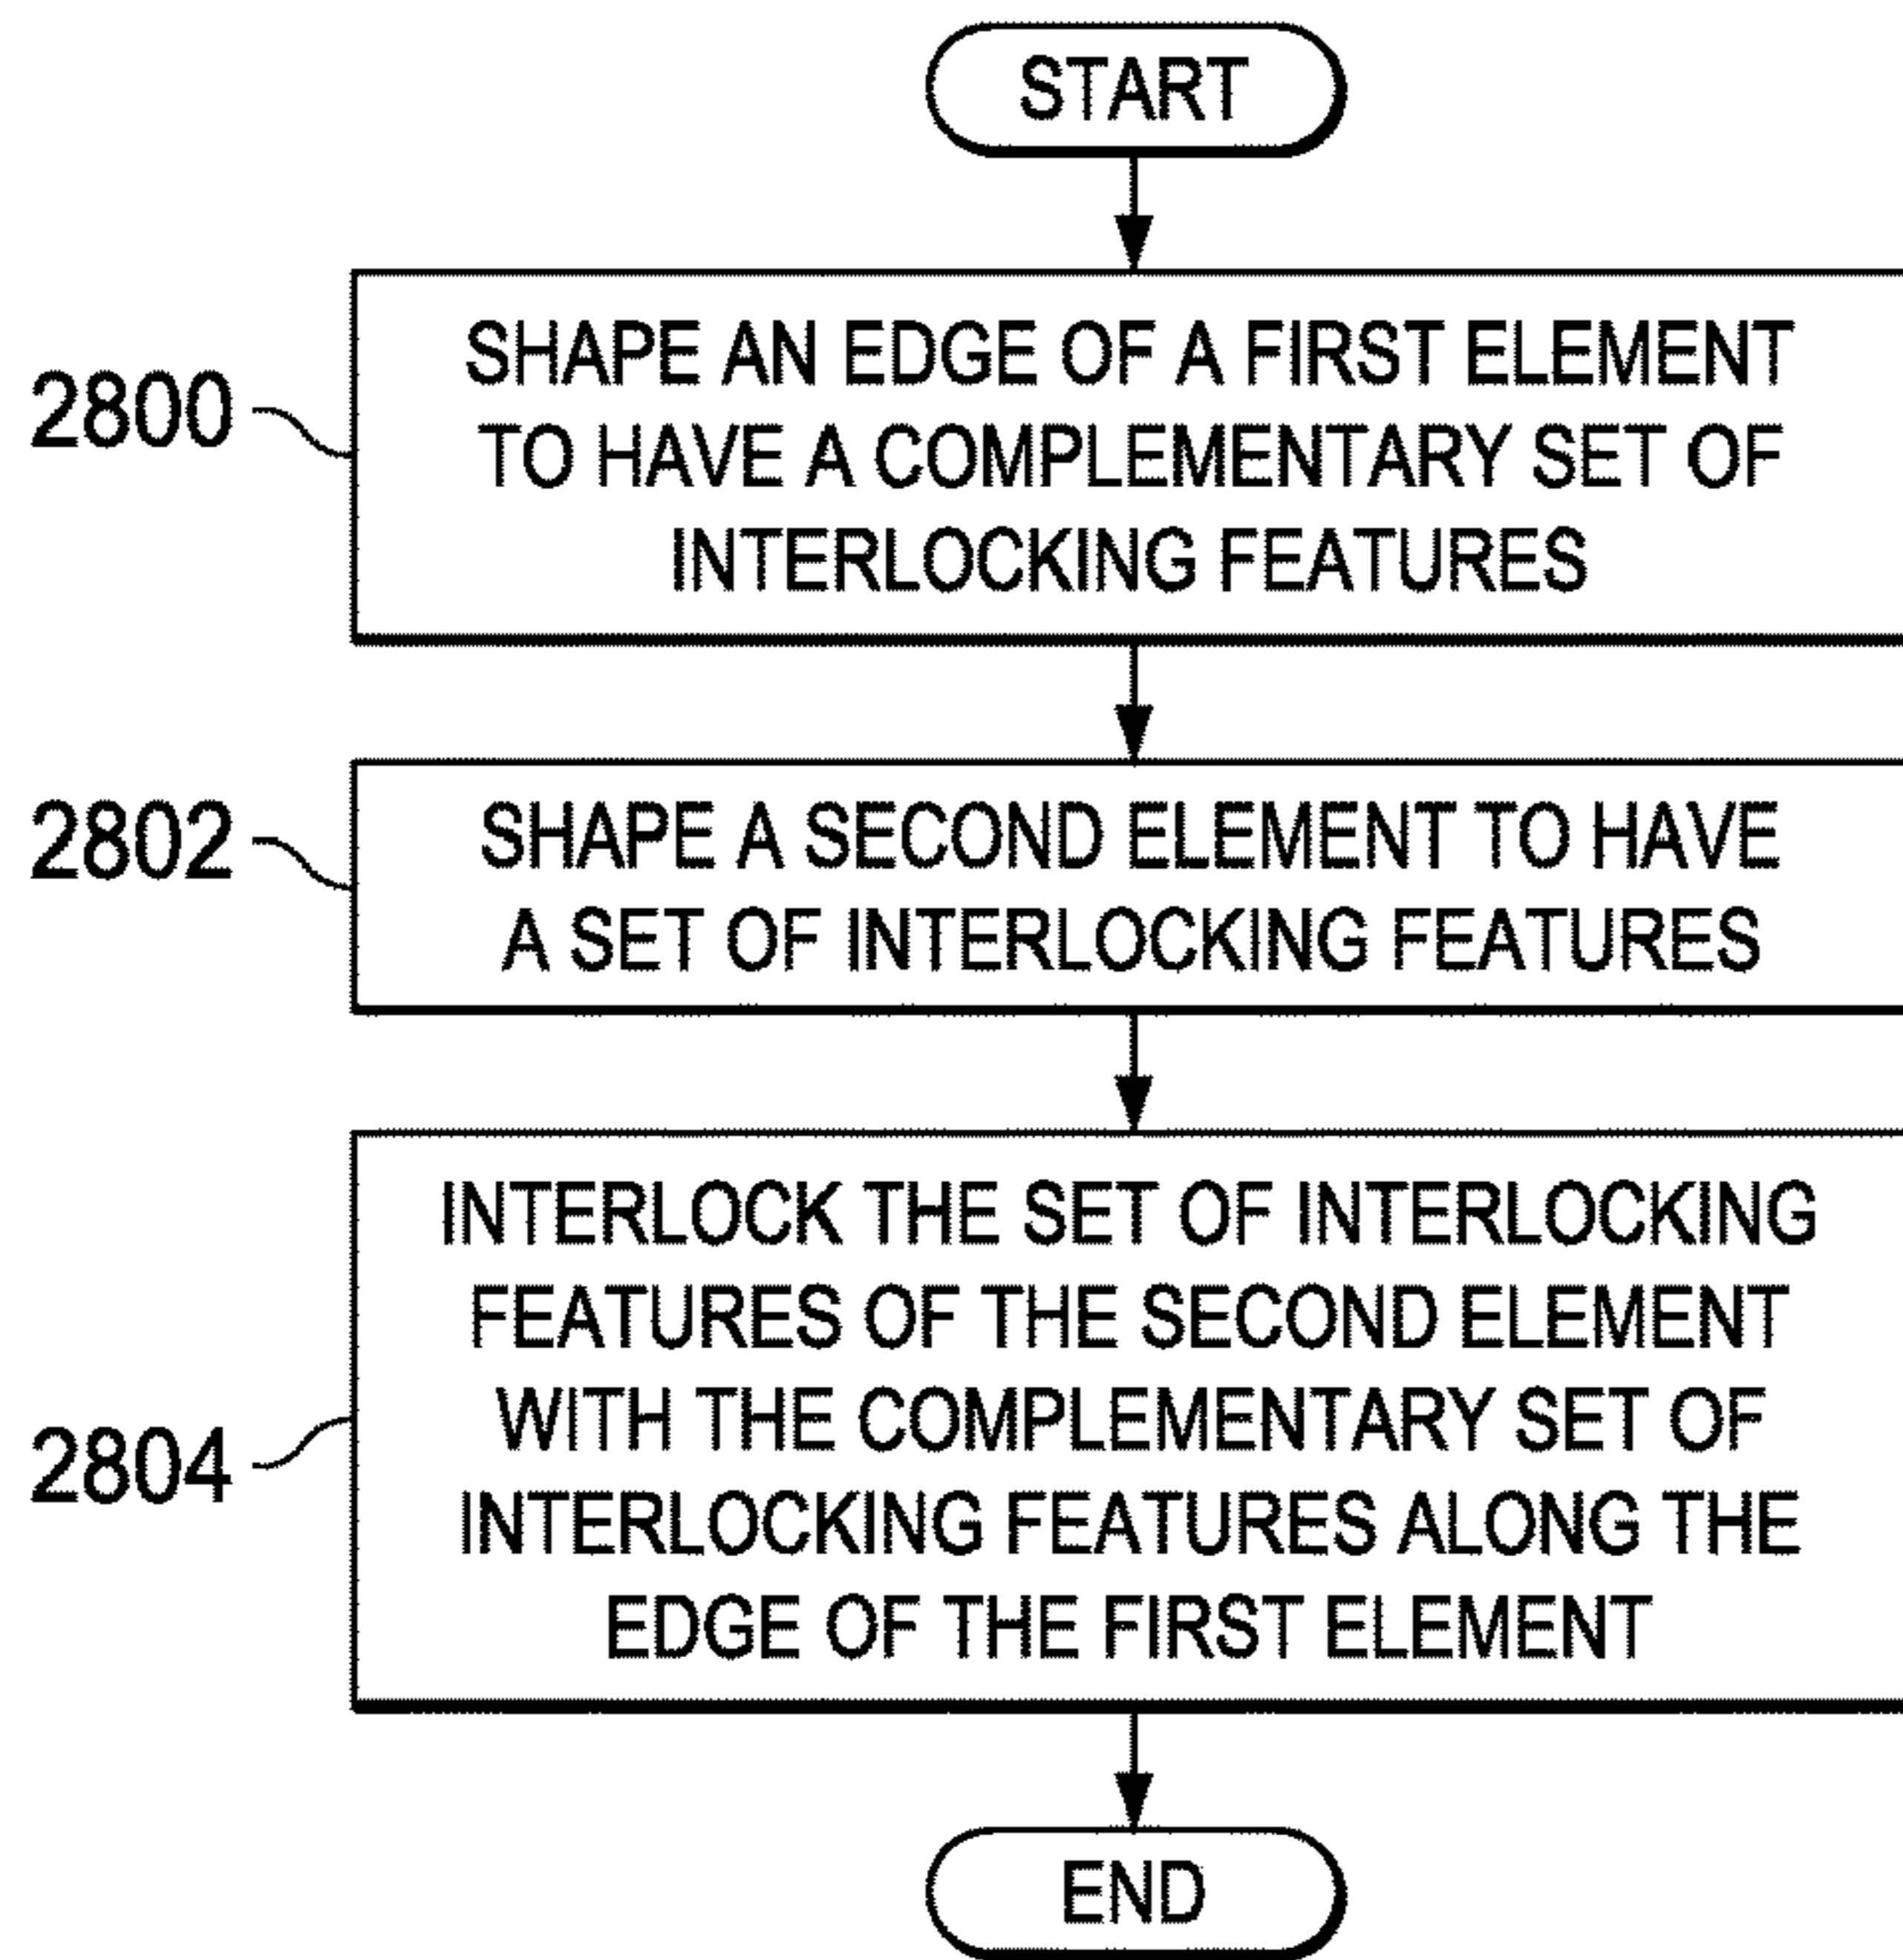 START
2800
SHAPE AN EDGE OF A FIRST ELEMENT
TO HAVE A COMPLEMENTARY SET OF
INTERLOCKING FEATURES
2802
SHAPE A SECOND ELEMENT TO HAVE
A SET OF INTERLOCKING FEATURES
2804
INTERLOCK THE SET OF INTERLOCKING
FEATURES OF THE SECOND ELEMENT
WITH THE COMPLEMENTARY SET OF
INTERLOCKING FEATURES ALONG THE
EDGE OF THE FIRST ELEMENT
END